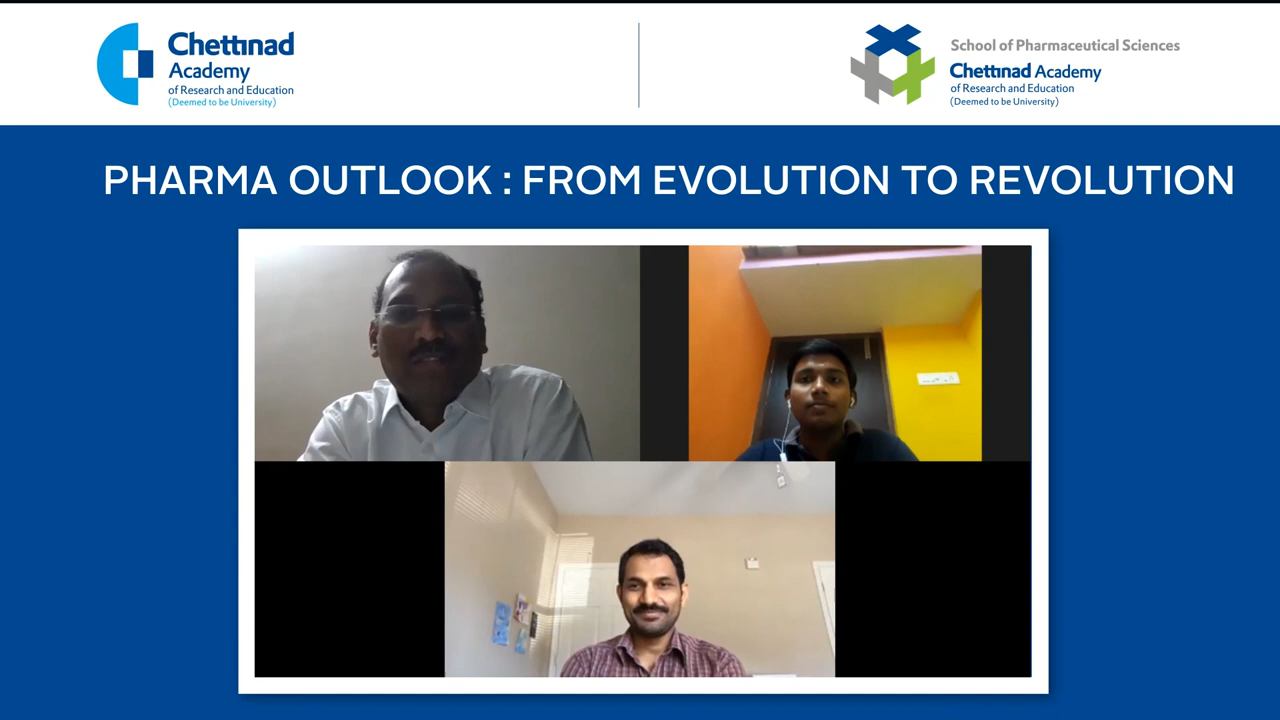 Chettinad
Academy
of Research and Education
(Deemed to be University)
School of Pharmaceutical Sciences
Chettinad Academy
of Research and Education
(Deemed to be University)
PHARMA OUTLOOK : FROM EVOLUTION TO REVOLUTION